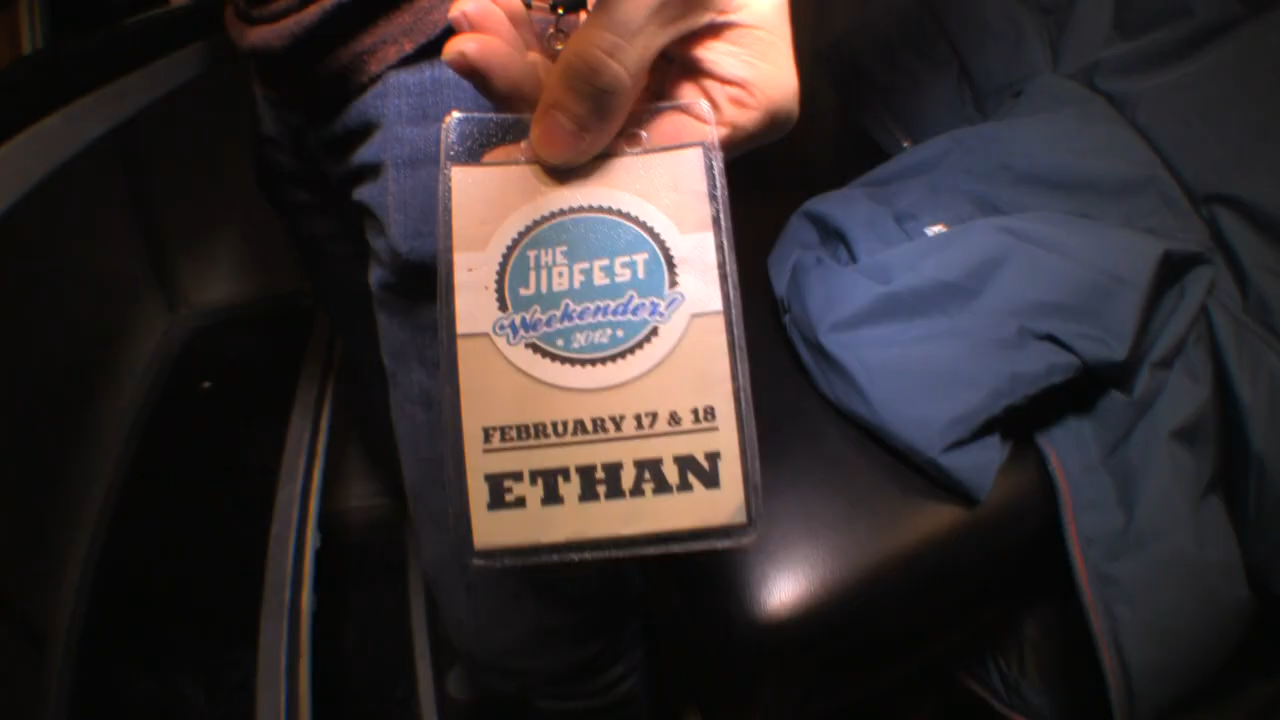 THE
JIBFEST
Weekender!
2012
FEBRUARY 17 & 18
ETHAN